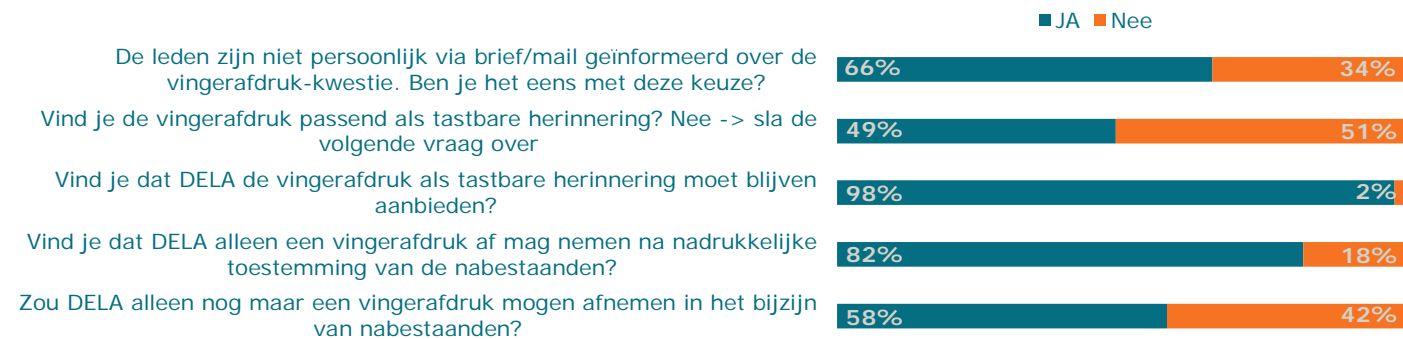 JA Nee
De leden zijn niet persoonlijk via brief/mail geïnformeerd over de
vingerafdruk-kwestie. Ben je het eens met deze keuze?
66% 34%
Vind je de vingerafdruk passend als tastbare herinnering? Nee -> sla de
volgende vraag over
49% 51%
Vind je dat DELA de vingerafdruk als tastbare herinnering moet blijven
aanbieden?
98% 2%
Vind je dat DELA alleen een vingerafdruk af mag nemen na nadrukkelijke
toestemming van de nabestaanden?
82% 18%
Zou DELA alleen nog maar een vingerafdruk mogen afnemen in het bijzijn
van nabestaanden?
58% 42%